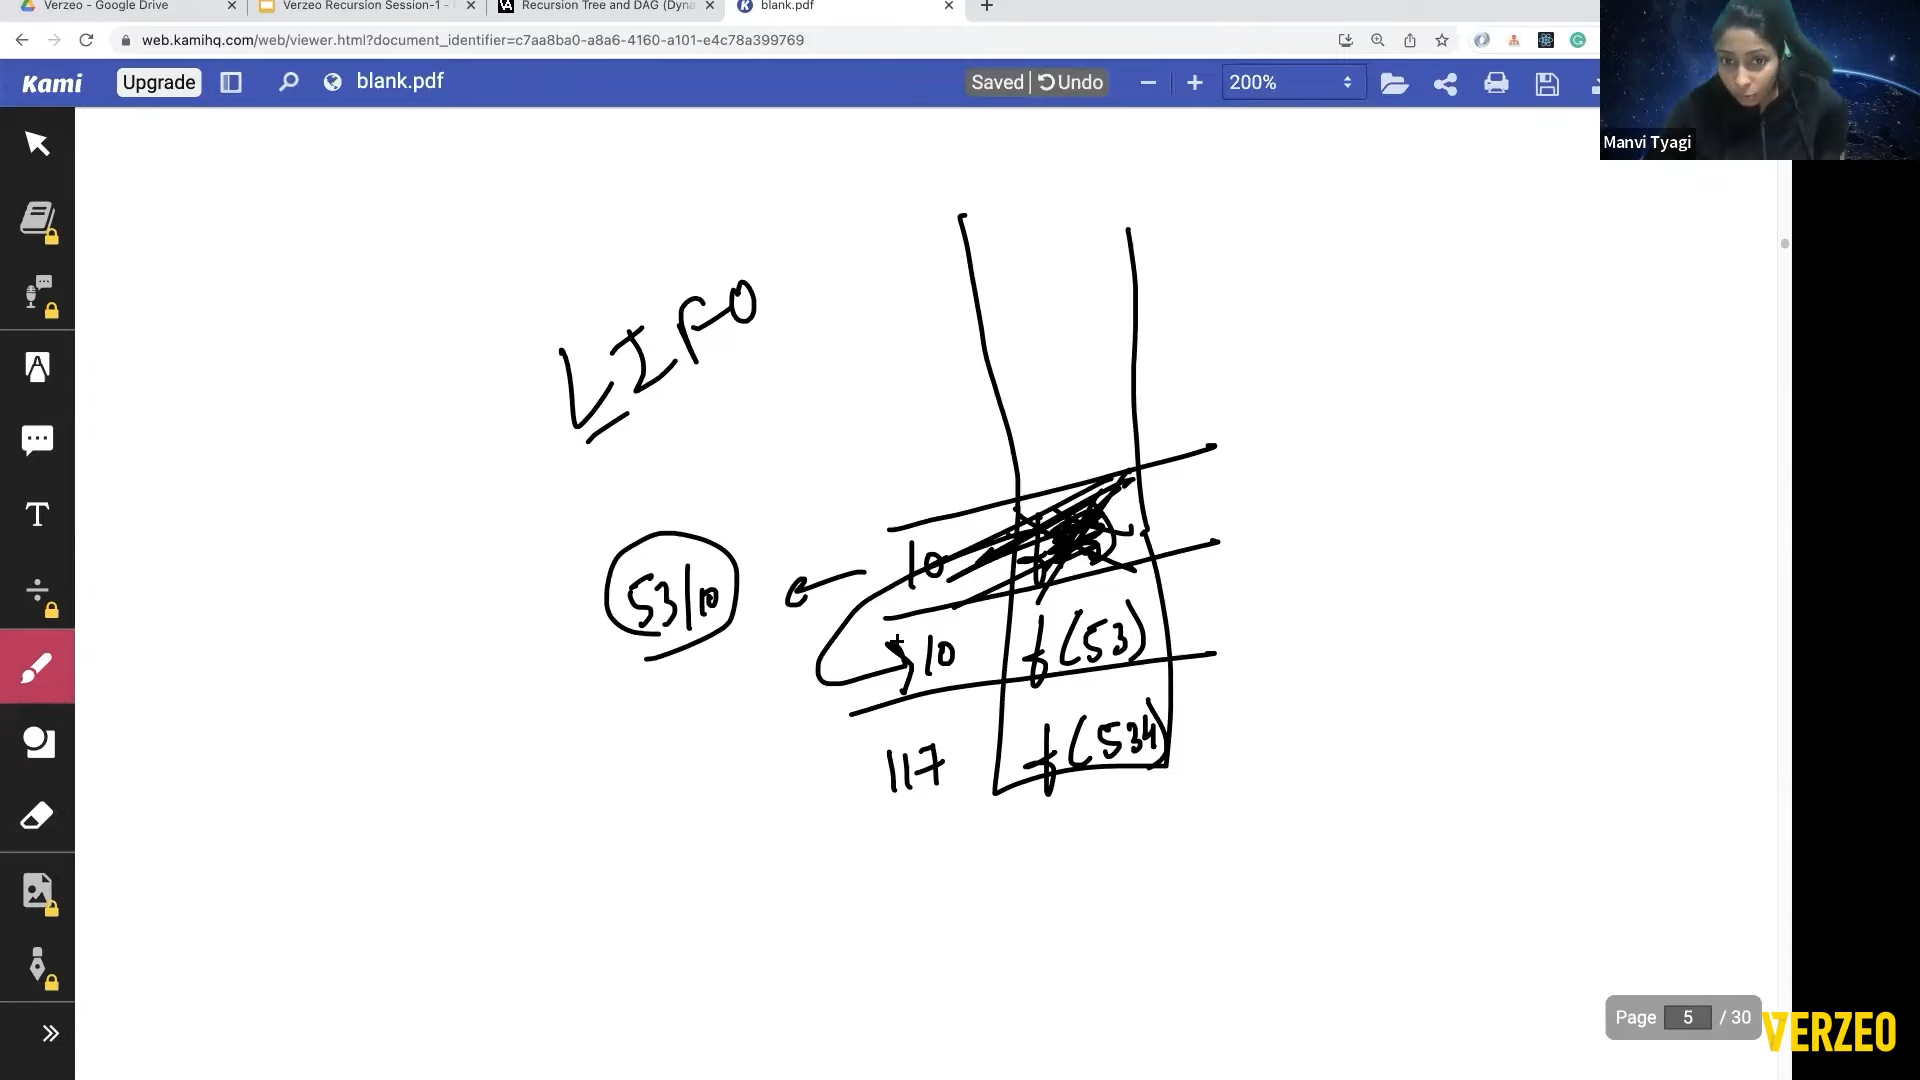 Verzeo - Google Drive
Verzeo Recursion Session-1 -
Recursion Tree and DAG (Dyna
blank.pdf
web.kamihq.com/web/viewer.html?document_identifier=c7aa8ba0-a8a6-4160-a101-e4c78a399769
Kami
Upgrade
blank.pdf
Saved
Undo
200%
Manvi Tyagi
LIFO
10
53/10
10
f(53)
117
f(534)
Page 5 / 30
VERZEO